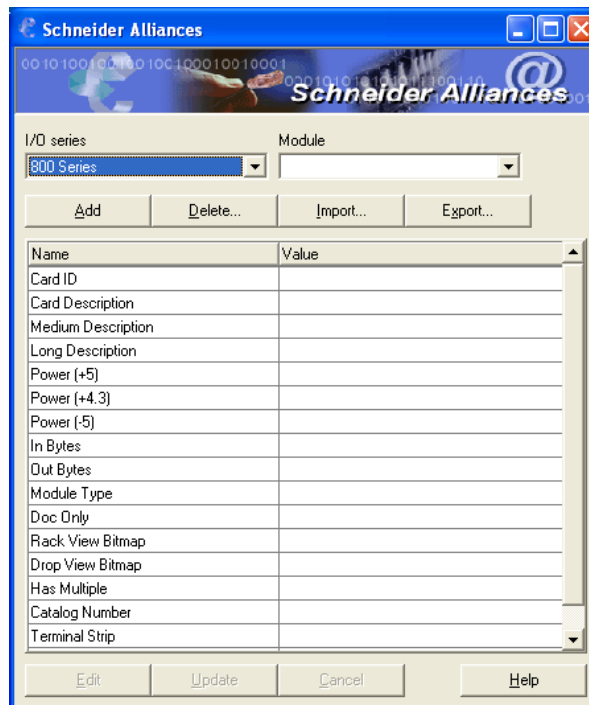 Schneider Alliances
Schneider Alliances
I/O series
Module
800 Series
Add
Delete...
Import...
Export...
Name
Value
Card ID
Card Description
Medium Description
Long Description
Power (+5)
Power (+4.3)
Power (-5)
In Bytes
Out Bytes
Module Type
Doc Only
Rack View Bitmap
Drop View Bitmap
Has Multiple
Catalog Number
Terminal Strip
Edit
Update
Cancel
Help